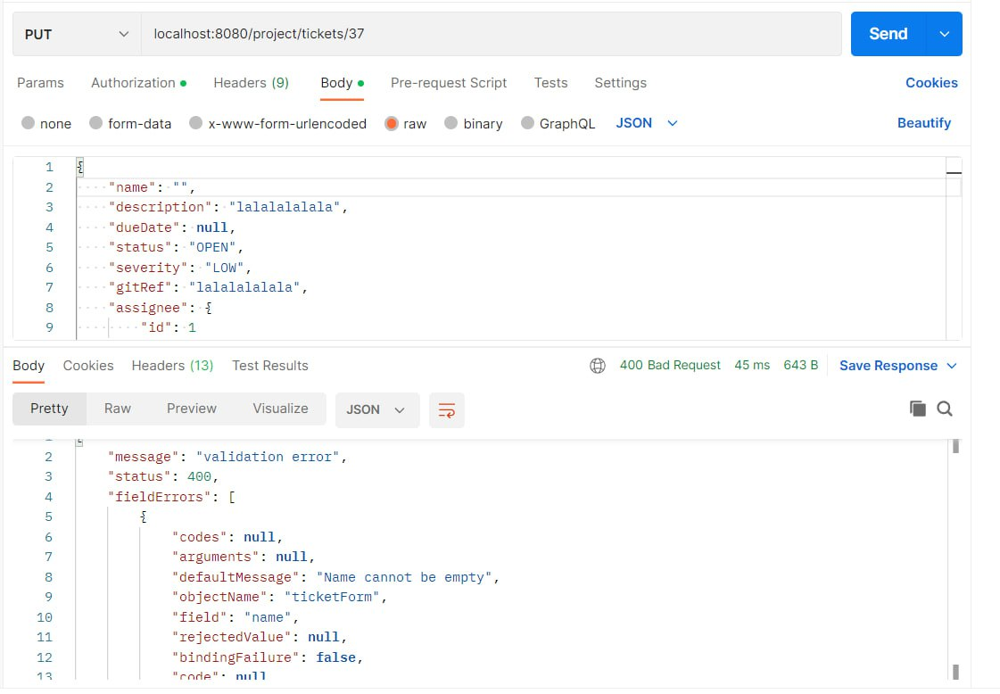 PUT localhost:8080/project/tickets/37 Send
Params Authorization Headers (9) Body Pre-request Script Tests Settings Cookies
none form-data x-www-form-urlencoded raw binary GraphQL JSON Beautify
1 {
2 "name": "",
3 "description": "lalalalalala",
4 "dueDate": null,
5 "status": "OPEN",
6 "severity": "LOW",
7 "gitRef": "lalalalalala",
8 "assignee": {
9 "id": 1
Body Cookies Headers (13) Test Results 400 Bad Request 45 ms 643 B Save Response
Pretty Raw Preview Visualize JSON
2 "message": "validation error",
3 "status": 400,
4 "fieldErrors": [
5 {
6 "codes": null,
7 "arguments": null,
8 "defaultMessage": "Name cannot be empty",
9 "objectName": "ticketForm",
10 "field": "name",
11 "rejectedValue": null,
12 "bindingFailure": false,
13 "code": null